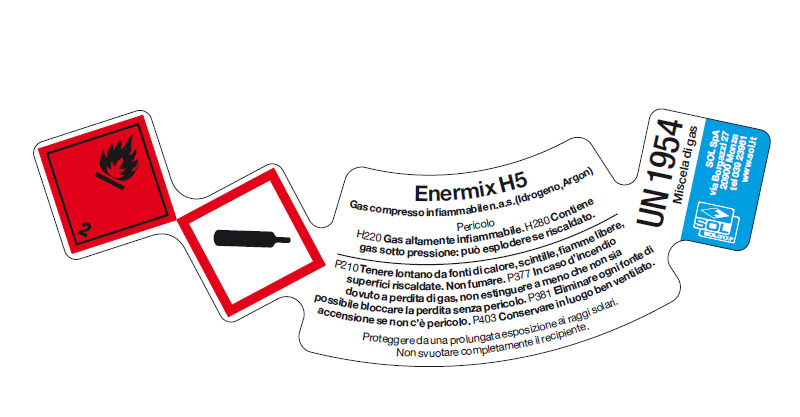 2
Enermix H5
Gas compresso infiammabile n.a.s. (Idrogeno, Argon)
Pericolo
H220 Gas altamente infiammabile. H280 Contiene
gas sotto pressione: può esplodere se riscaldato.
P210 Tenere lontano da fonti di calore, scintille, fiamme libere,
superfici riscaldate. Non fumare. P377 In caso d'incendio
dovuto a perdita di gas, non estinguere a meno che non sia
possibile bloccare la perdita senza pericolo. P381 Eliminare ogni fonte di
accensione se non c'è pericolo. P403 Conservare in luogo ben ventilato.
Proteggere da una prolungata esposizione ai raggi solari.
Non svuotare completamente il recipiente.
UN 1954
Miscela di gas
SOL SpA
via Borgazzi 27
20900 Monza
tel 039 23961
www.sol.it
SOL
SOLGROUP